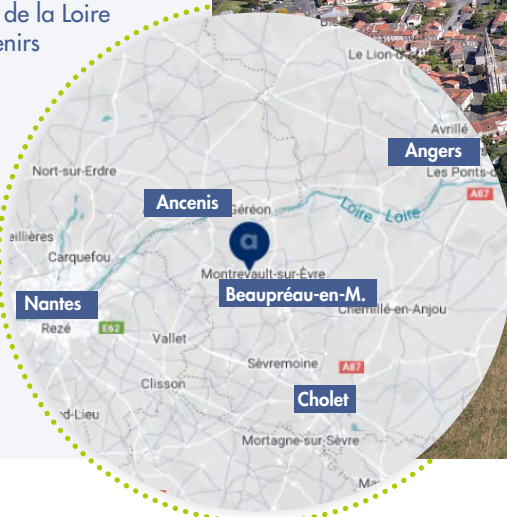 de la Loire
enirs
Le Lion-d
Avrillé
Angers
Les Ponts-c
A87
Nort-sur-Erdre
Ancenis
Géréon
Loire Loire
eillières
Carquefou
a
Montrevault-sur-Èvre
Beaupréau-en-M.
Nantes
Chemillé-en-Anjou
Rezé
E62
Vallet
Sèvremoine
A87
Clisson
Cholet
d-Lieu
Mortagne-sur-Sèvre
Ma